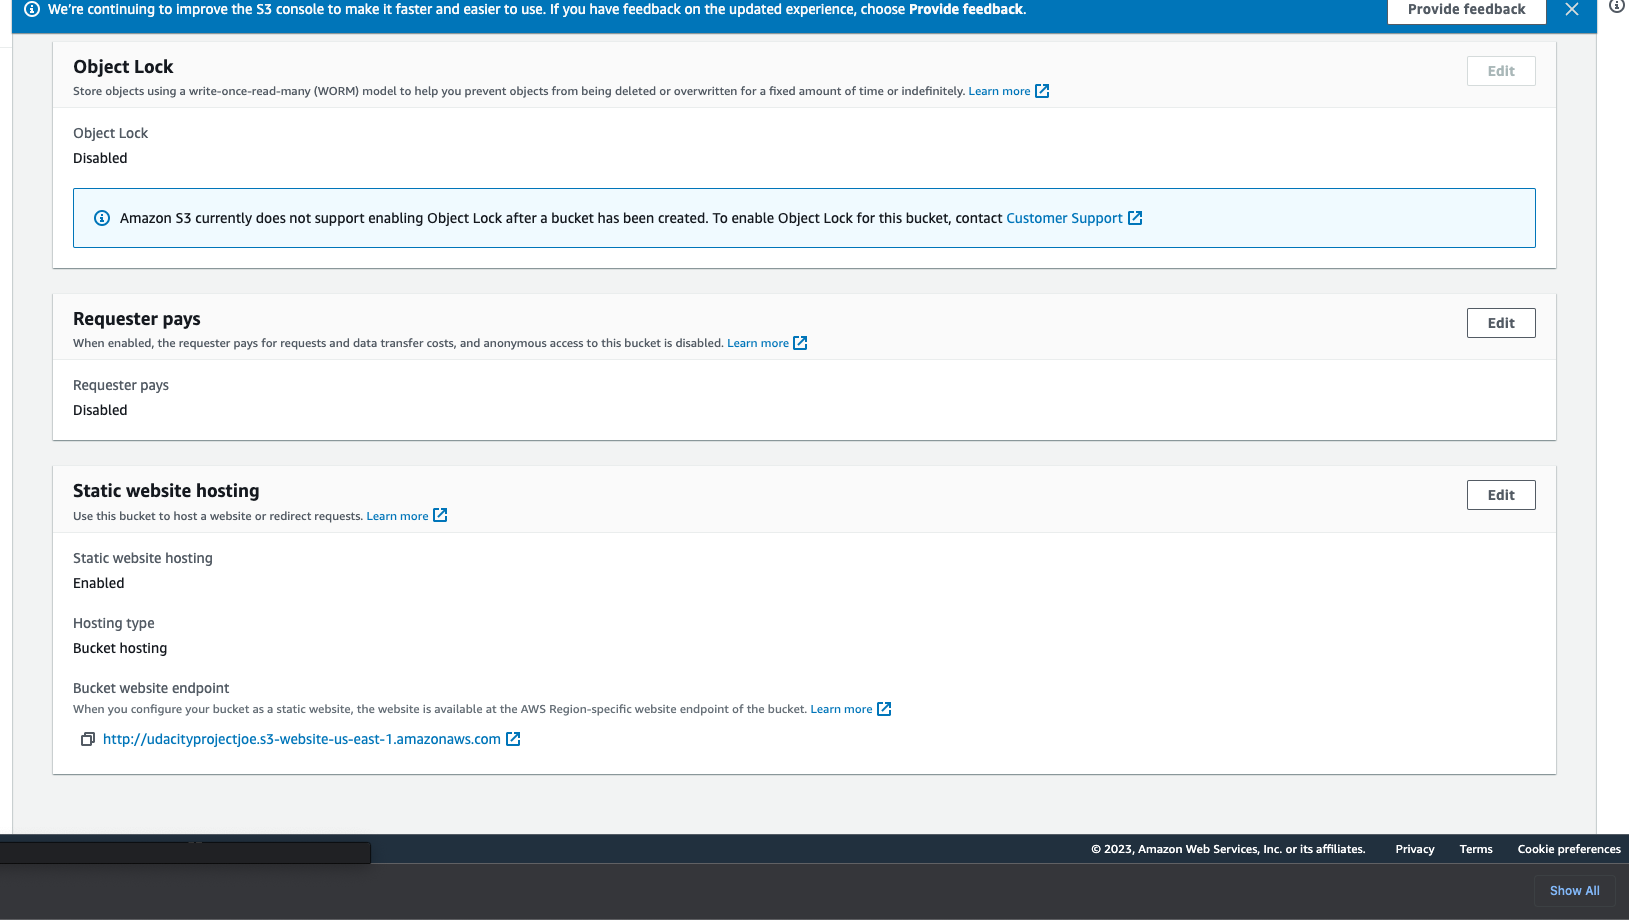 We're continuing to improve the S3 console to make it faster and easier to use. If you have feedback on the updated experience, choose Provide feedback.
Provide feedback
Object Lock
Edit
Store objects using a write-once-read-many (WORM) model to help you prevent objects from being deleted or overwritten for a fixed amount of time or indefinitely. Learn more
Object Lock
Disabled
Amazon S3 currently does not support enabling Object Lock after a bucket has been created. To enable Object Lock for this bucket, contact Customer Support
Requester pays
Edit
When enabled, the requester pays for requests and data transfer costs, and anonymous access to this bucket is disabled. Learn more
Requester pays
Disabled
Static website hosting
Edit
Use this bucket to host a website or redirect requests. Learn more
Static website hosting
Enabled
Hosting type
Bucket hosting
Bucket website endpoint
When you configure your bucket as a static website, the website is available at the AWS Region-specific website endpoint of the bucket. Learn more
http://udacityprojectjoe.s3-website-us-east-1.amazonaws.com
© 2023, Amazon Web Services, Inc. or its affiliates. Privacy Terms Cookie preferences
Show All